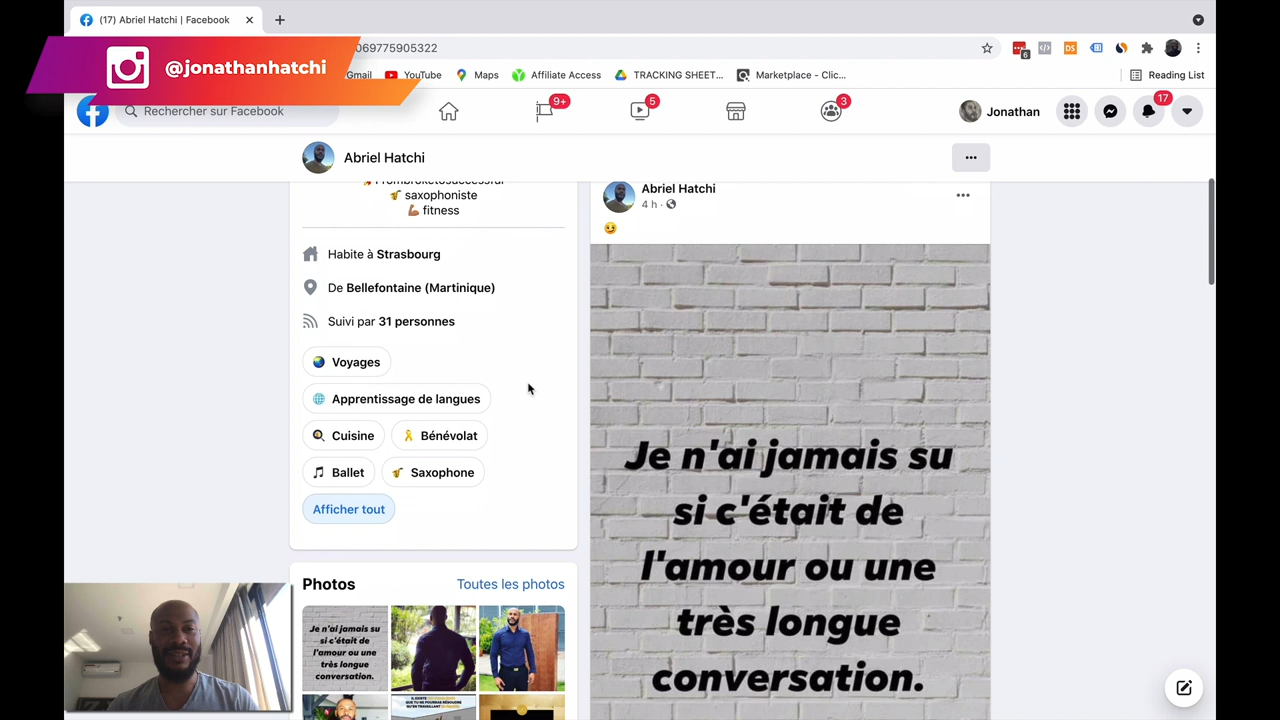 (17) Abriel Hatchi | Facebook
@jonathanhatchi
069775905322
6
DS
Gmail
YouTube
Maps
Affiliate Access
TRACKING SHEET...
Marketplace - Clic...
Reading List
Rechercher sur Facebook
9+
5
3
Jonathan
17
Abriel Hatchi
saxophoniste
fitness
Habite à Strasbourg
De Bellefontaine (Martinique)
Suivi par 31 personnes
Voyages
Apprentissage de langues
Cuisine
Bénévolat
Ballet
Saxophone
Afficher tout
Photos
Toutes les photos
Je n'ai jamais su
si c'était de
l'amour ou une
très longue
conversation.
Abriel Hatchi
4 h
Je n'ai jamais su
si c'était de
l'amour ou une
très longue
conversation.